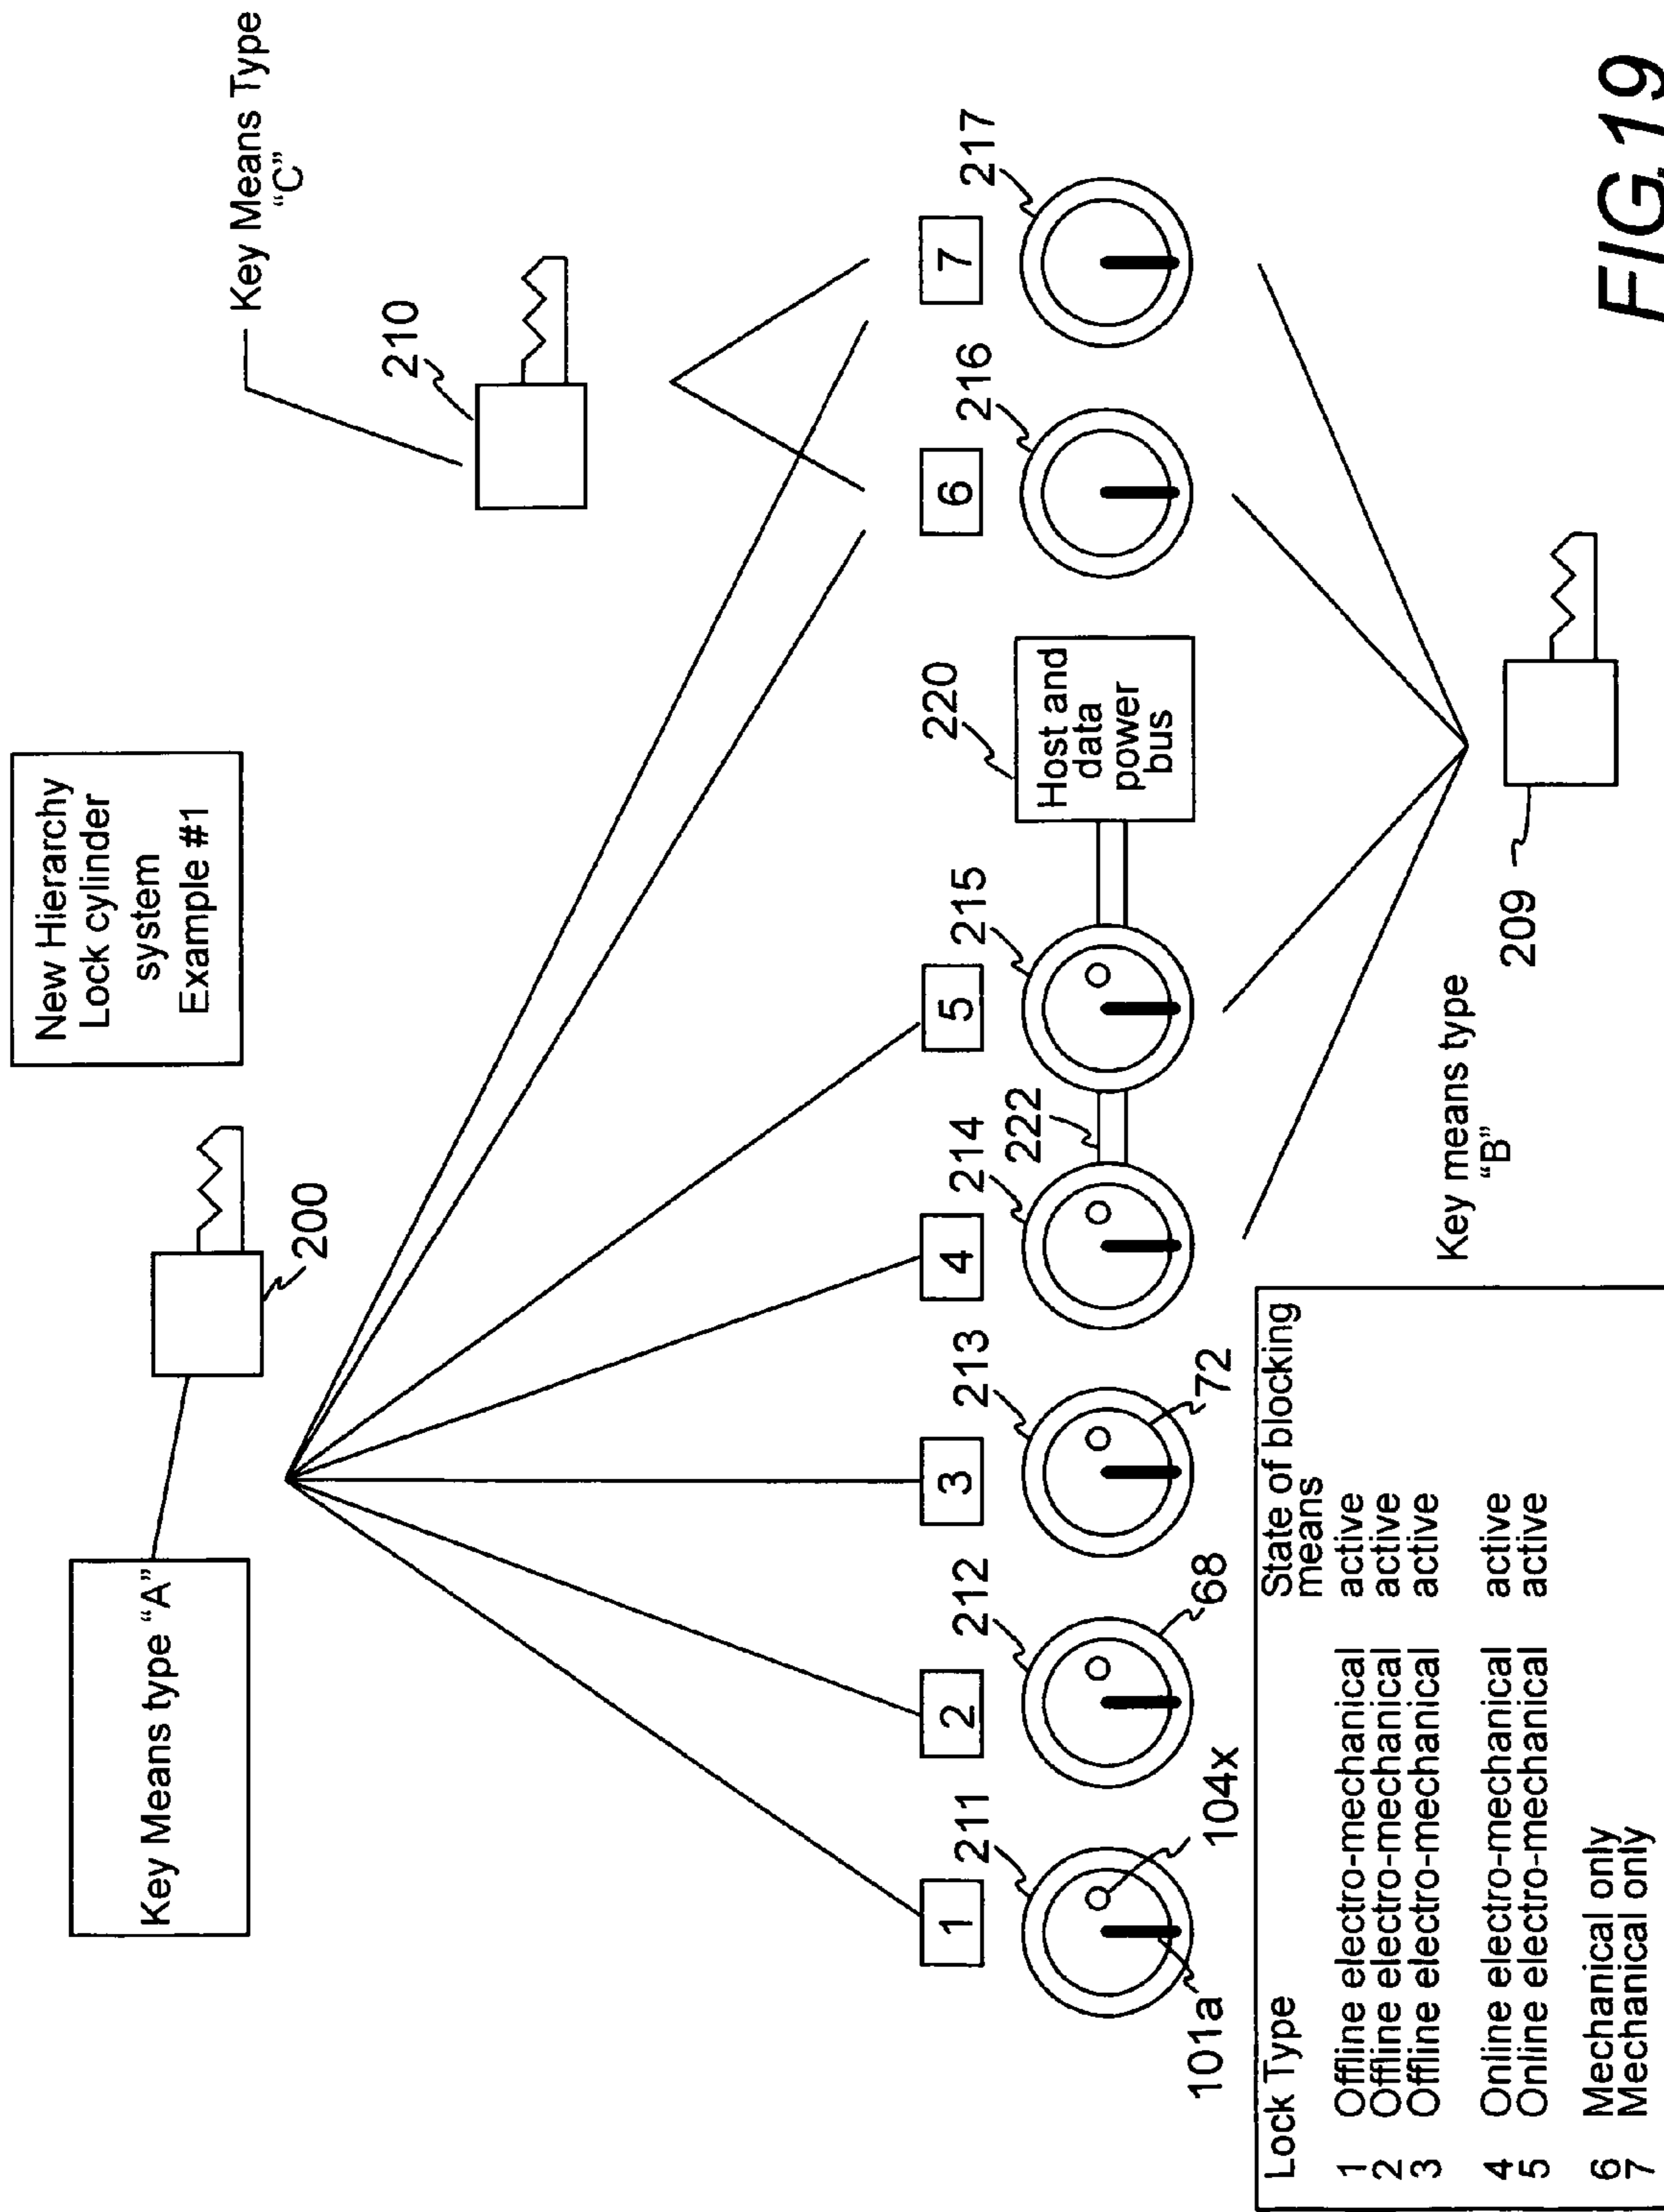 New Hierarchy
Lock cylinder
system
Example #1
Key Means type “A”
200
Key Means Type
“C”
210
1
2
3
4
5
6
7
211
212
213
214
222
215
220
216
217
Host and
data
power
bus
101a
104x
68
72
Key means type
“B”
209
Lock Type
State of blocking
means
1 Offline electro-mechanical active
2 Offline electro-mechanical active
3 Offline electro-mechanical active
4 Online electro-mechanical active
5 Online electro-mechanical active
6 Mechanical only
7 Mechanical only
FIG.19